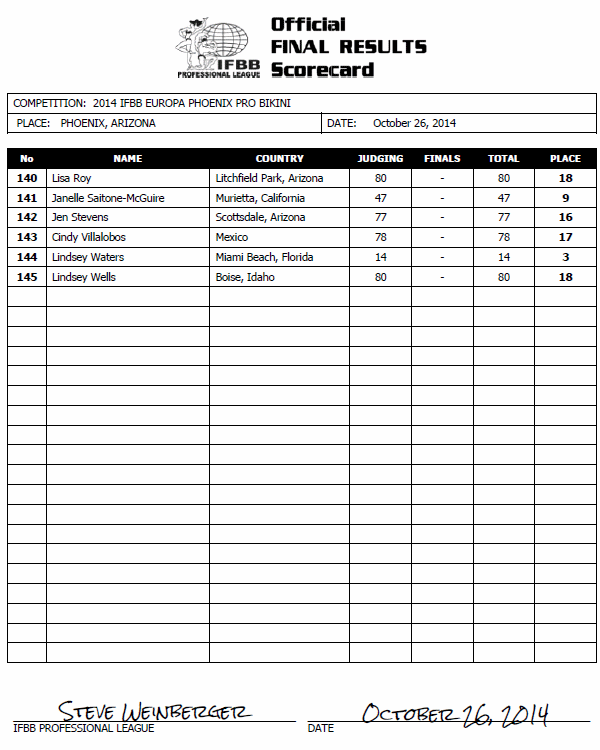 Official
FINAL RESULTS
Scorecard
IFBB
PROFESSIONAL LEAGUE
COMPETITION: 2014 IFBB EUROPA PHOENIX PRO BIKINI
PLACE: PHOENIX, ARIZONA DATE: October 26, 2014
No NAME COUNTRY JUDGING FINALS TOTAL PLACE
140 Lisa Roy Litchfield Park, Arizona 80 - 80 18
141 Janelle Saitone-McGuire Murietta, California 47 - 47 9
142 Jen Stevens Scottsdale, Arizona 77 - 77 16
143 Cindy Villalobos Mexico 78 - 78 17
144 Lindsey Waters Miami Beach, Florida 14 - 14 3
145 Lindsey Wells Boise, Idaho 80 - 80 18
STEVE WEINBERGER OCTOBER 26, 2014
IFBB PROFESSIONAL LEAGUE DATE